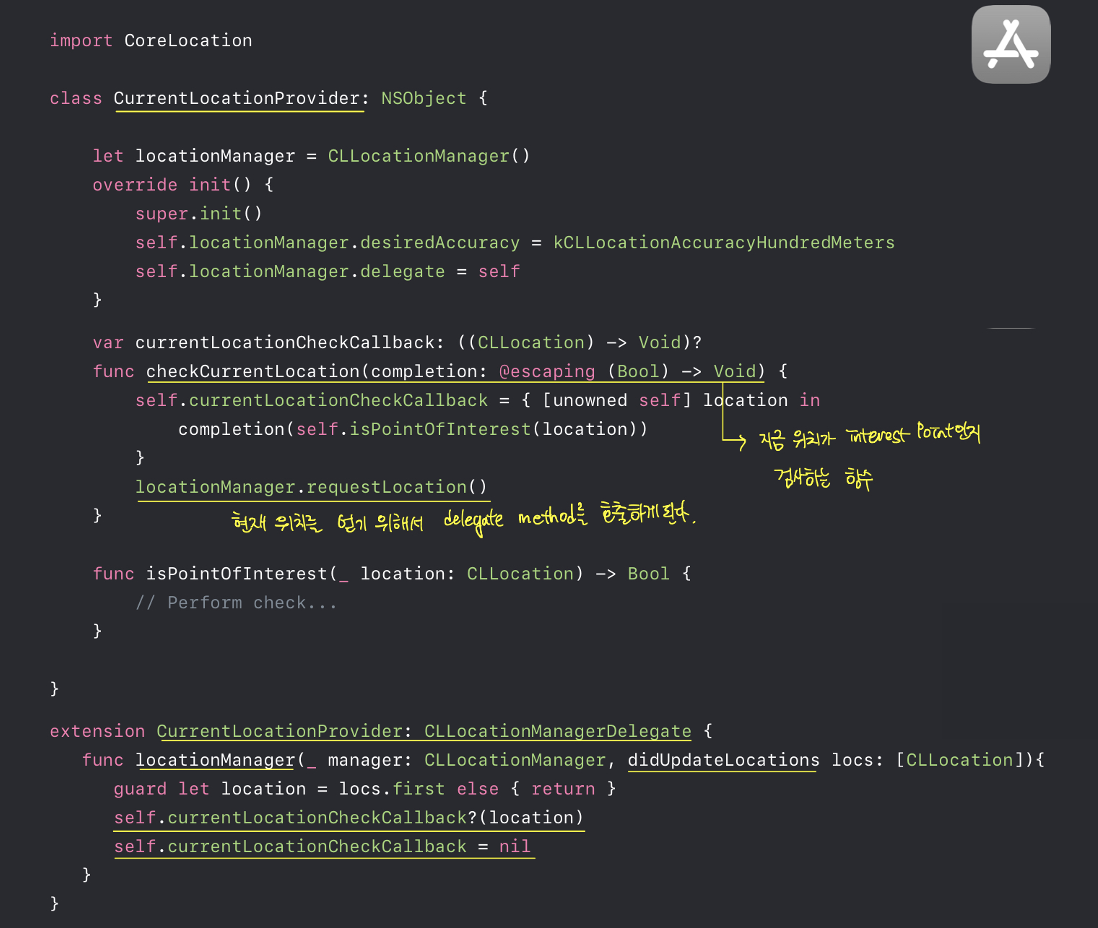 import CoreLocation
class CurrentLocationProvider: NSObject {
let locationManager = CLLocationManager()
override init() {
super.init()
self.locationManager.desiredAccuracy = kCLLocationAccuracyHundredMeters
self.locationManager.delegate = self
}
var currentLocationCheckCallback: ((CLLocation) -> Void)?
func checkCurrentLocation(completion: @escaping (Bool) -> Void) {
self.currentLocationCheckCallback = { [unowned self] location in
completion(self.isPointOfInterest(location))
지금 위치가 interest Point인지
}
검사하는 함수
locationManager.requestLocation()
}
현재 위치를 얻기 위해서 delegate method를 호출하게된다.
func isPointOfInterest(_ location: CLLocation) -> Bool {
// Perform check...
}
}
extension CurrentLocationProvider: CLLocationManagerDelegate {
func locationManager(_ manager: CLLocationManager, didUpdateLocations locs: [CLLocation]){
guard let location = locs.first else { return }
self.currentLocationCheckCallback?(location)
self.currentLocationCheckCallback = nil
}
}